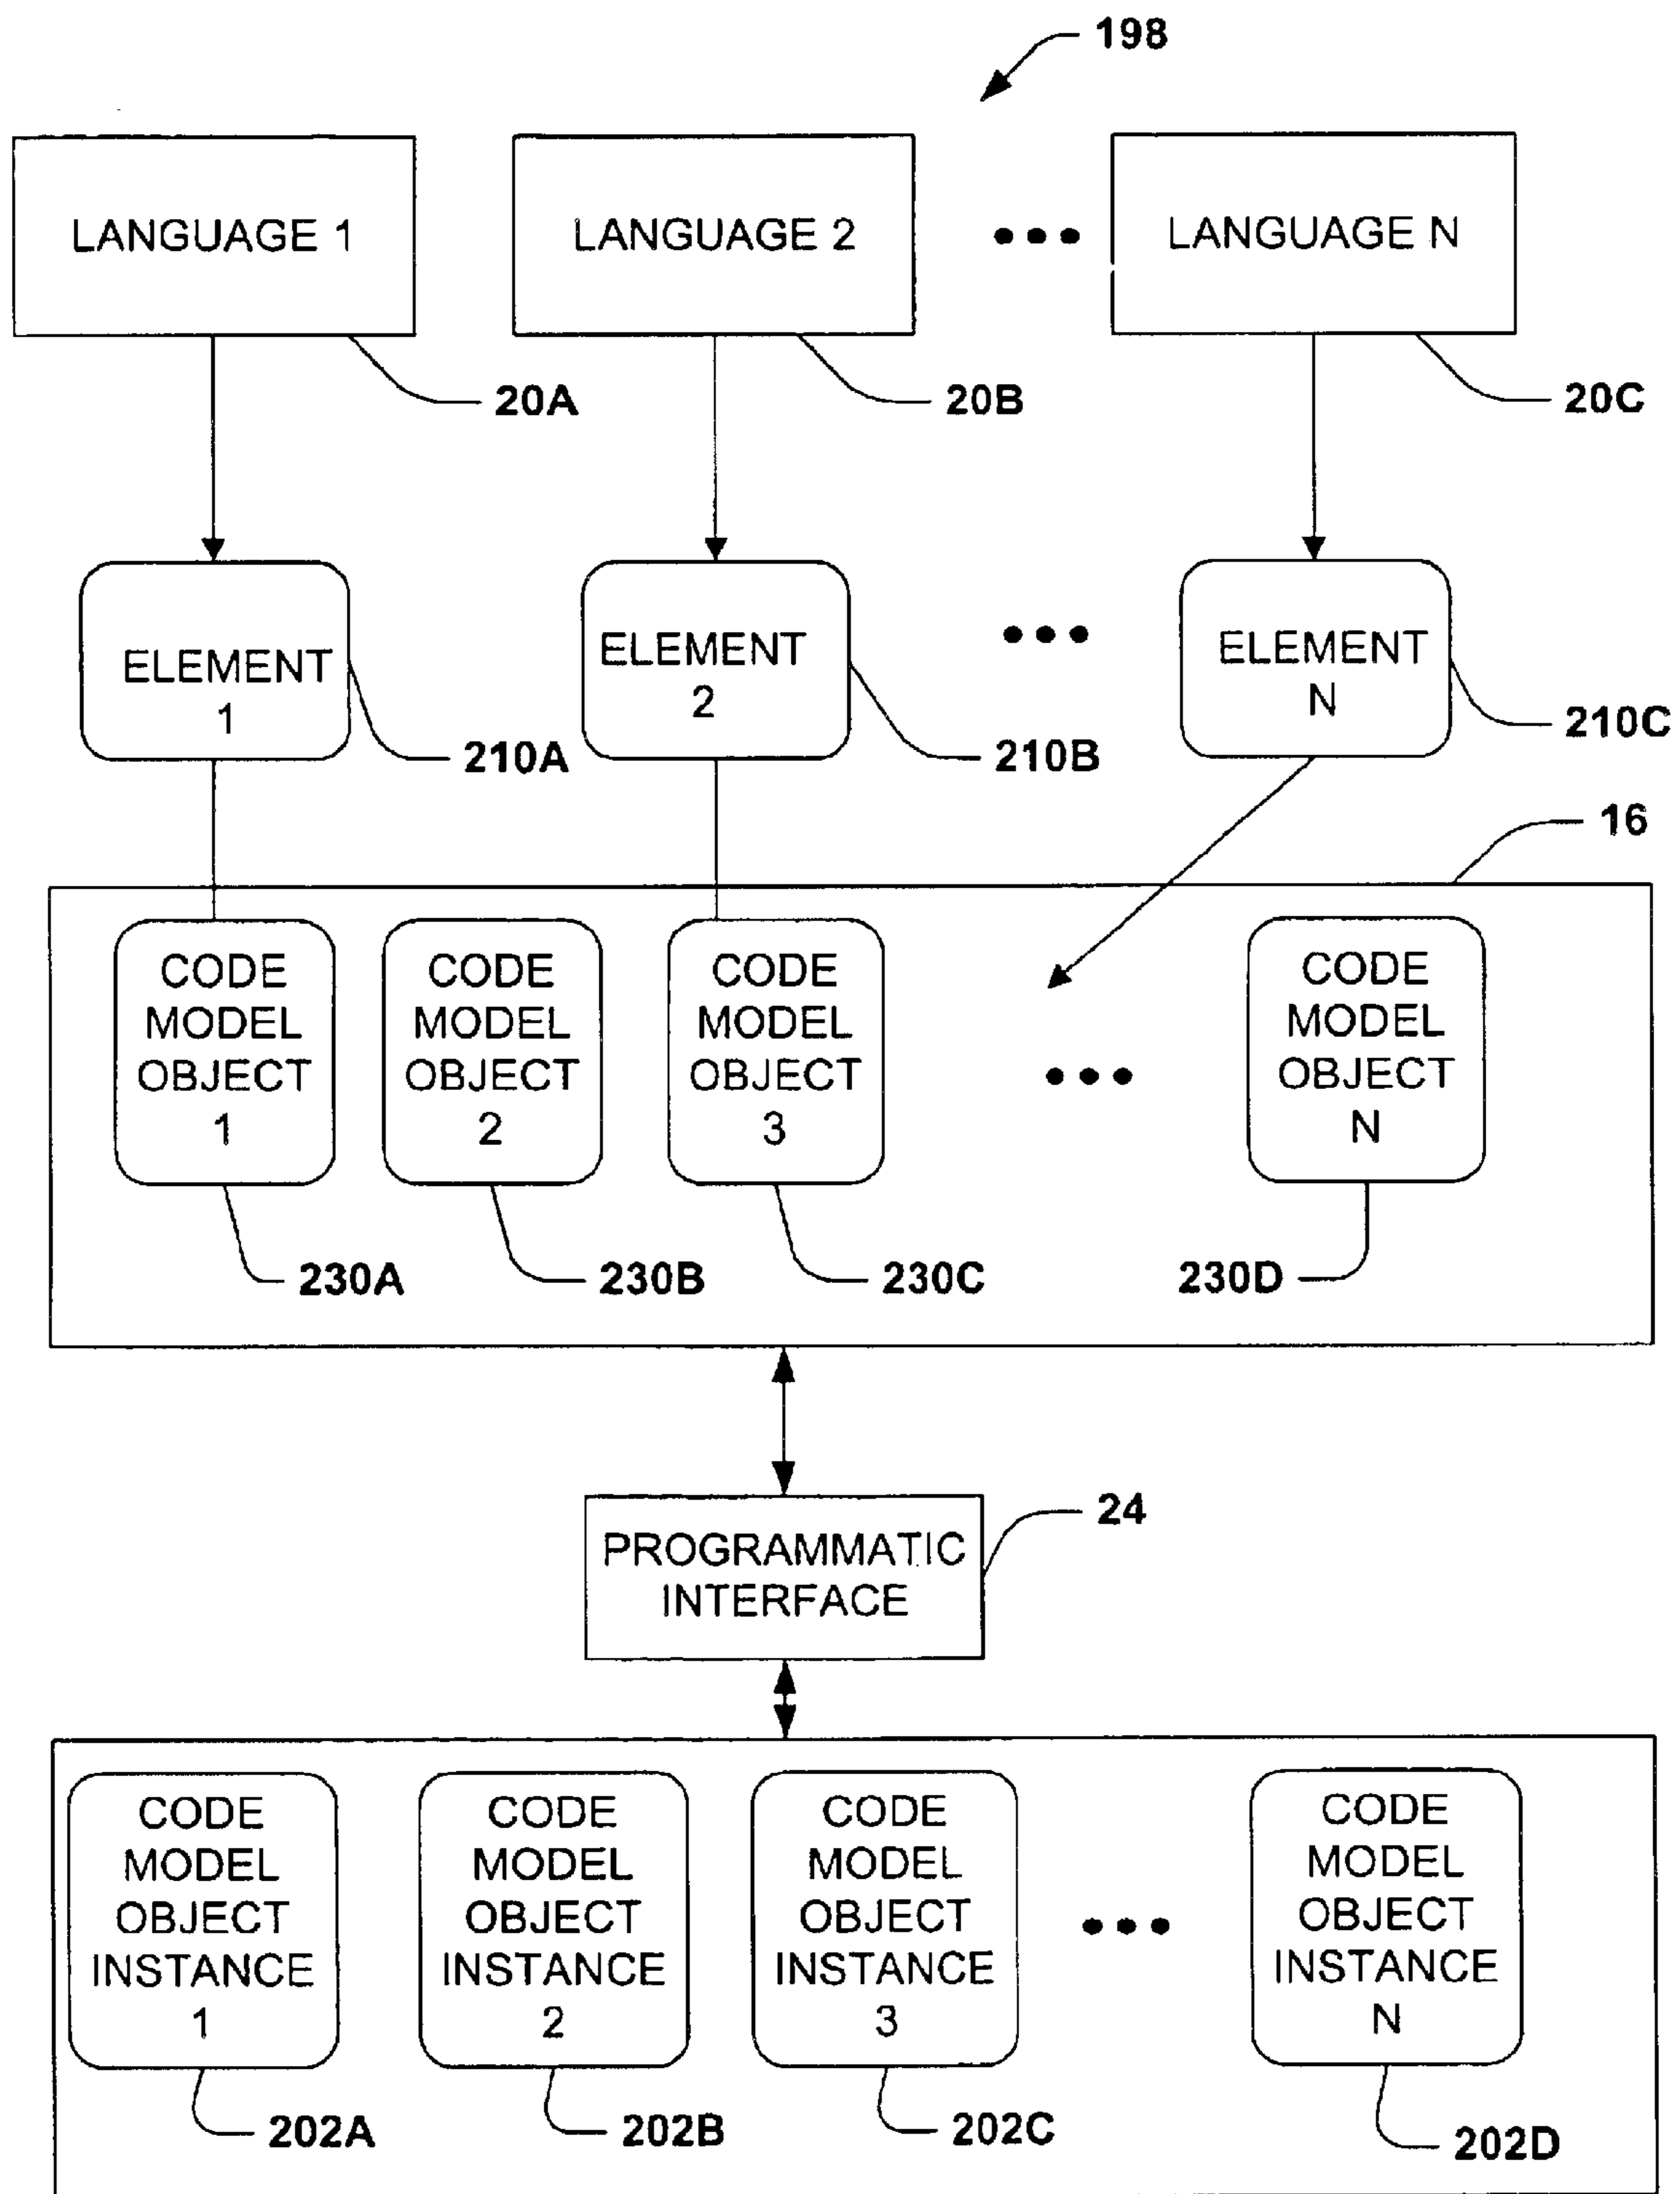 198
LANGUAGE 1
LANGUAGE 2
LANGUAGE N
20A
20B
20C
ELEMENT
1
ELEMENT
2
ELEMENT
N
210A
210B
210C
16
CODE
MODEL
OBJECT
1
CODE
MODEL
OBJECT
2
CODE
MODEL
OBJECT
3
CODE
MODEL
OBJECT
N
230A
230B
230C
230D
24
PROGRAMMATIC
INTERFACE
CODE
MODEL
OBJECT
INSTANCE
1
CODE
MODEL
OBJECT
INSTANCE
2
CODE
MODEL
OBJECT
INSTANCE
3
CODE
MODEL
OBJECT
INSTANCE
N
202A
202B
202C
202D